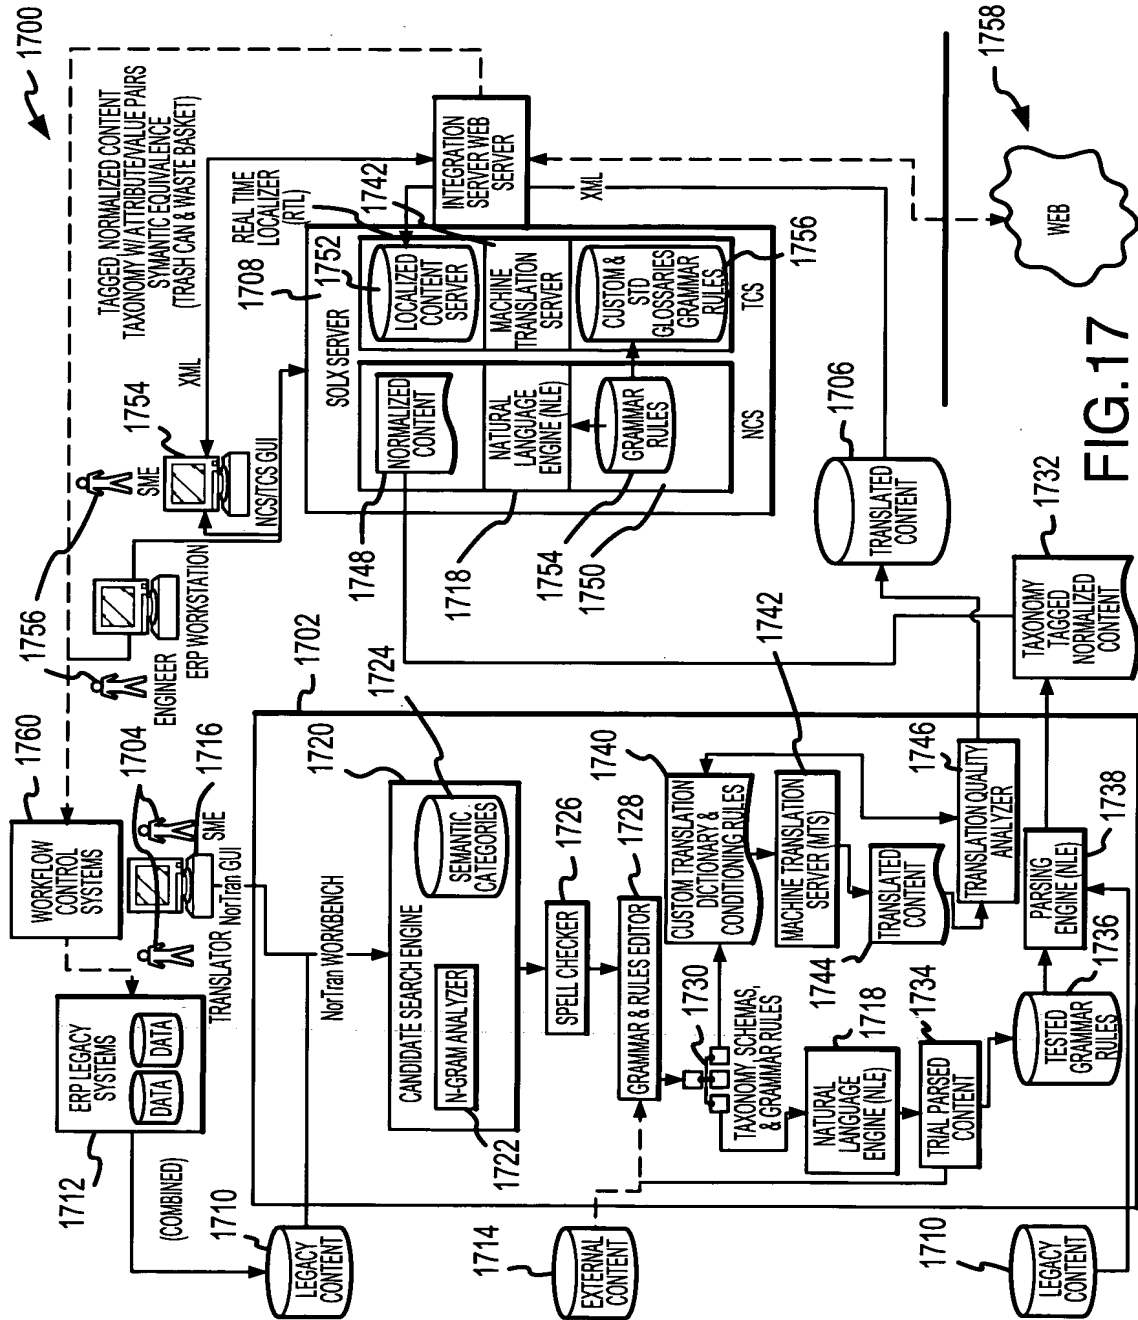 1700
TAGGED NORMALIZED CONTENT
TAXONOMY W/ ATTRIBUTE/VALUE PAIRS
SYMANTIC EQUIVALENCE
(TRASH CAN & WASTE BASKET)
XML
1754
SME
NCS/TCS GUI
1756
ENGINEER
ERP WORKSTATION
1760
WORKFLOW
CONTROL
SYSTEMS
1704
1716
SME
TRANSLATOR
NorTran GUI
ERP LEGACY
SYSTEMS
DATA
DATA
1712
(COMBINED)
1710
LEGACY
CONTENT
1702
NorTran WORKBENCH
1720
1724
CANDIDATE SEARCH ENGINE
SEMANTIC
CATEGORIES
N-GRAM ANALYZER
1722
SPELL CHECKER
1726
GRAMMAR & RULES EDITOR
1728
1714
EXTERNAL
CONTENT
1730
TAXONOMY, SCHEMAS,
& GRAMMAR RULES
1740
CUSTOM TRANSLATION
DICTIONARY &
CONDITIONING RULES
1742
MACHINE TRANSLATION
SERVER (MTS)
1744
TRANSLATED
CONTENT
1746
TRANSLATION QUALITY
ANALYZER
1718
NATURAL
LANGUAGE
ENGINE (NLE)
1734
TRIAL PARSED
CONTENT
1736
TESTED
GRAMMAR
RULES
1738
PARSING
ENGINE (NLE)
1710
LEGACY
CONTENT
1732
TAXONOMY
TAGGED
NORMALIZED
CONTENT
1706
TRANSLATED
CONTENT
1708
SOLX SERVER
1752
REAL TIME
LOCALIZER
(RTL)
1742
LOCALIZED
CONTENT
SERVER
MACHINE
TRANSLATION
SERVER
CUSTOM &
STD
GLOSSARIES
GRAMMAR
RULES
TCS
1756
1748
NORMALIZED
CONTENT
1718
NATURAL
LANGUAGE
ENGINE (NLE)
1754
GRAMMAR
RULES
1750
NCS
INTEGRATION
SERVER WEB
SERVER
XML
WEB
1758
FIG.17